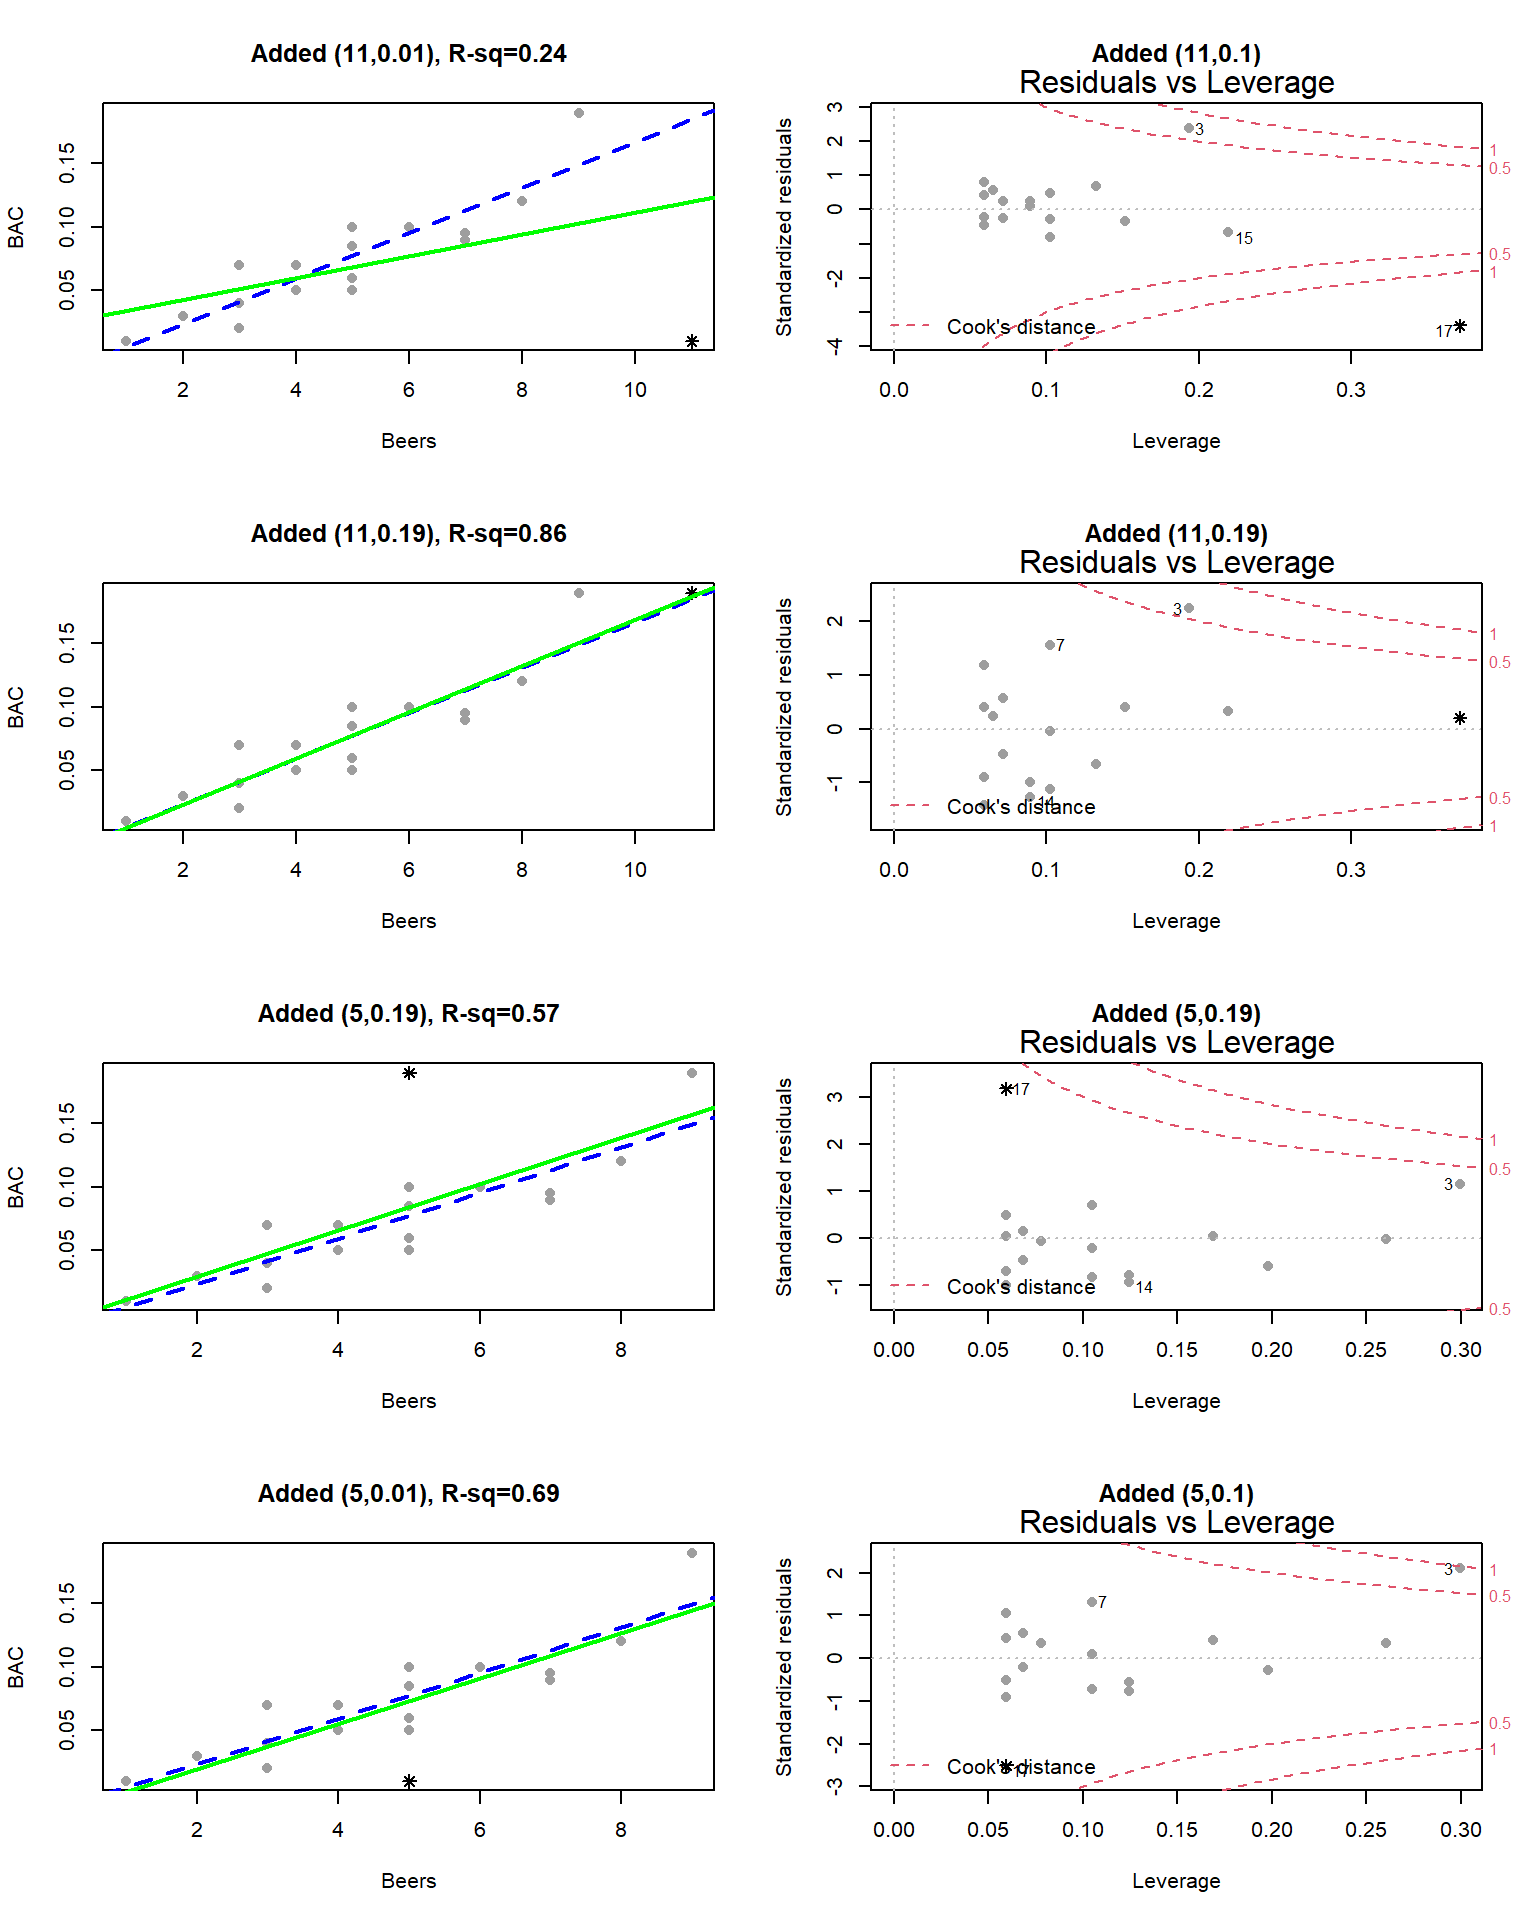 Added (11,0.01), R-sq=0.24
BAC
0.05 0.10 0.15
2 4 6 8 10
Beers
Added (11,0.1)
Residuals vs Leverage
Standardized residuals
-4 -2 0 1 2 3
3
15
17
1
0.5
0.5
1
Cook's distance
0.0 0.1 0.2 0.3
Leverage
Added (11,0.19), R-sq=0.86
BAC
0.05 0.10 0.15
2 4 6 8 10
Beers
Added (11,0.19)
Residuals vs Leverage
Standardized residuals
-1 0 1 2
3
7
14
1
0.5
0.5
1
Cook's distance
0.0 0.1 0.2 0.3
Leverage
Added (5,0.19), R-sq=0.57
BAC
0.05 0.10 0.15
2 4 6 8
Beers
Added (5,0.19)
Residuals vs Leverage
Standardized residuals
-1 0 1 2 3
17
3
14
1
0.5
0.5
Cook's distance
0.00 0.05 0.10 0.15 0.20 0.25 0.30
Leverage
Added (5,0.01), R-sq=0.69
BAC
0.05 0.10 0.15
2 4 6 8
Beers
Added (5,0.1)
Residuals vs Leverage
Standardized residuals
-3 -2 -1 0 1 2
3
7
17
1
0.5
0.5
1
Cook's distance
0.00 0.05 0.10 0.15 0.20 0.25 0.30
Leverage